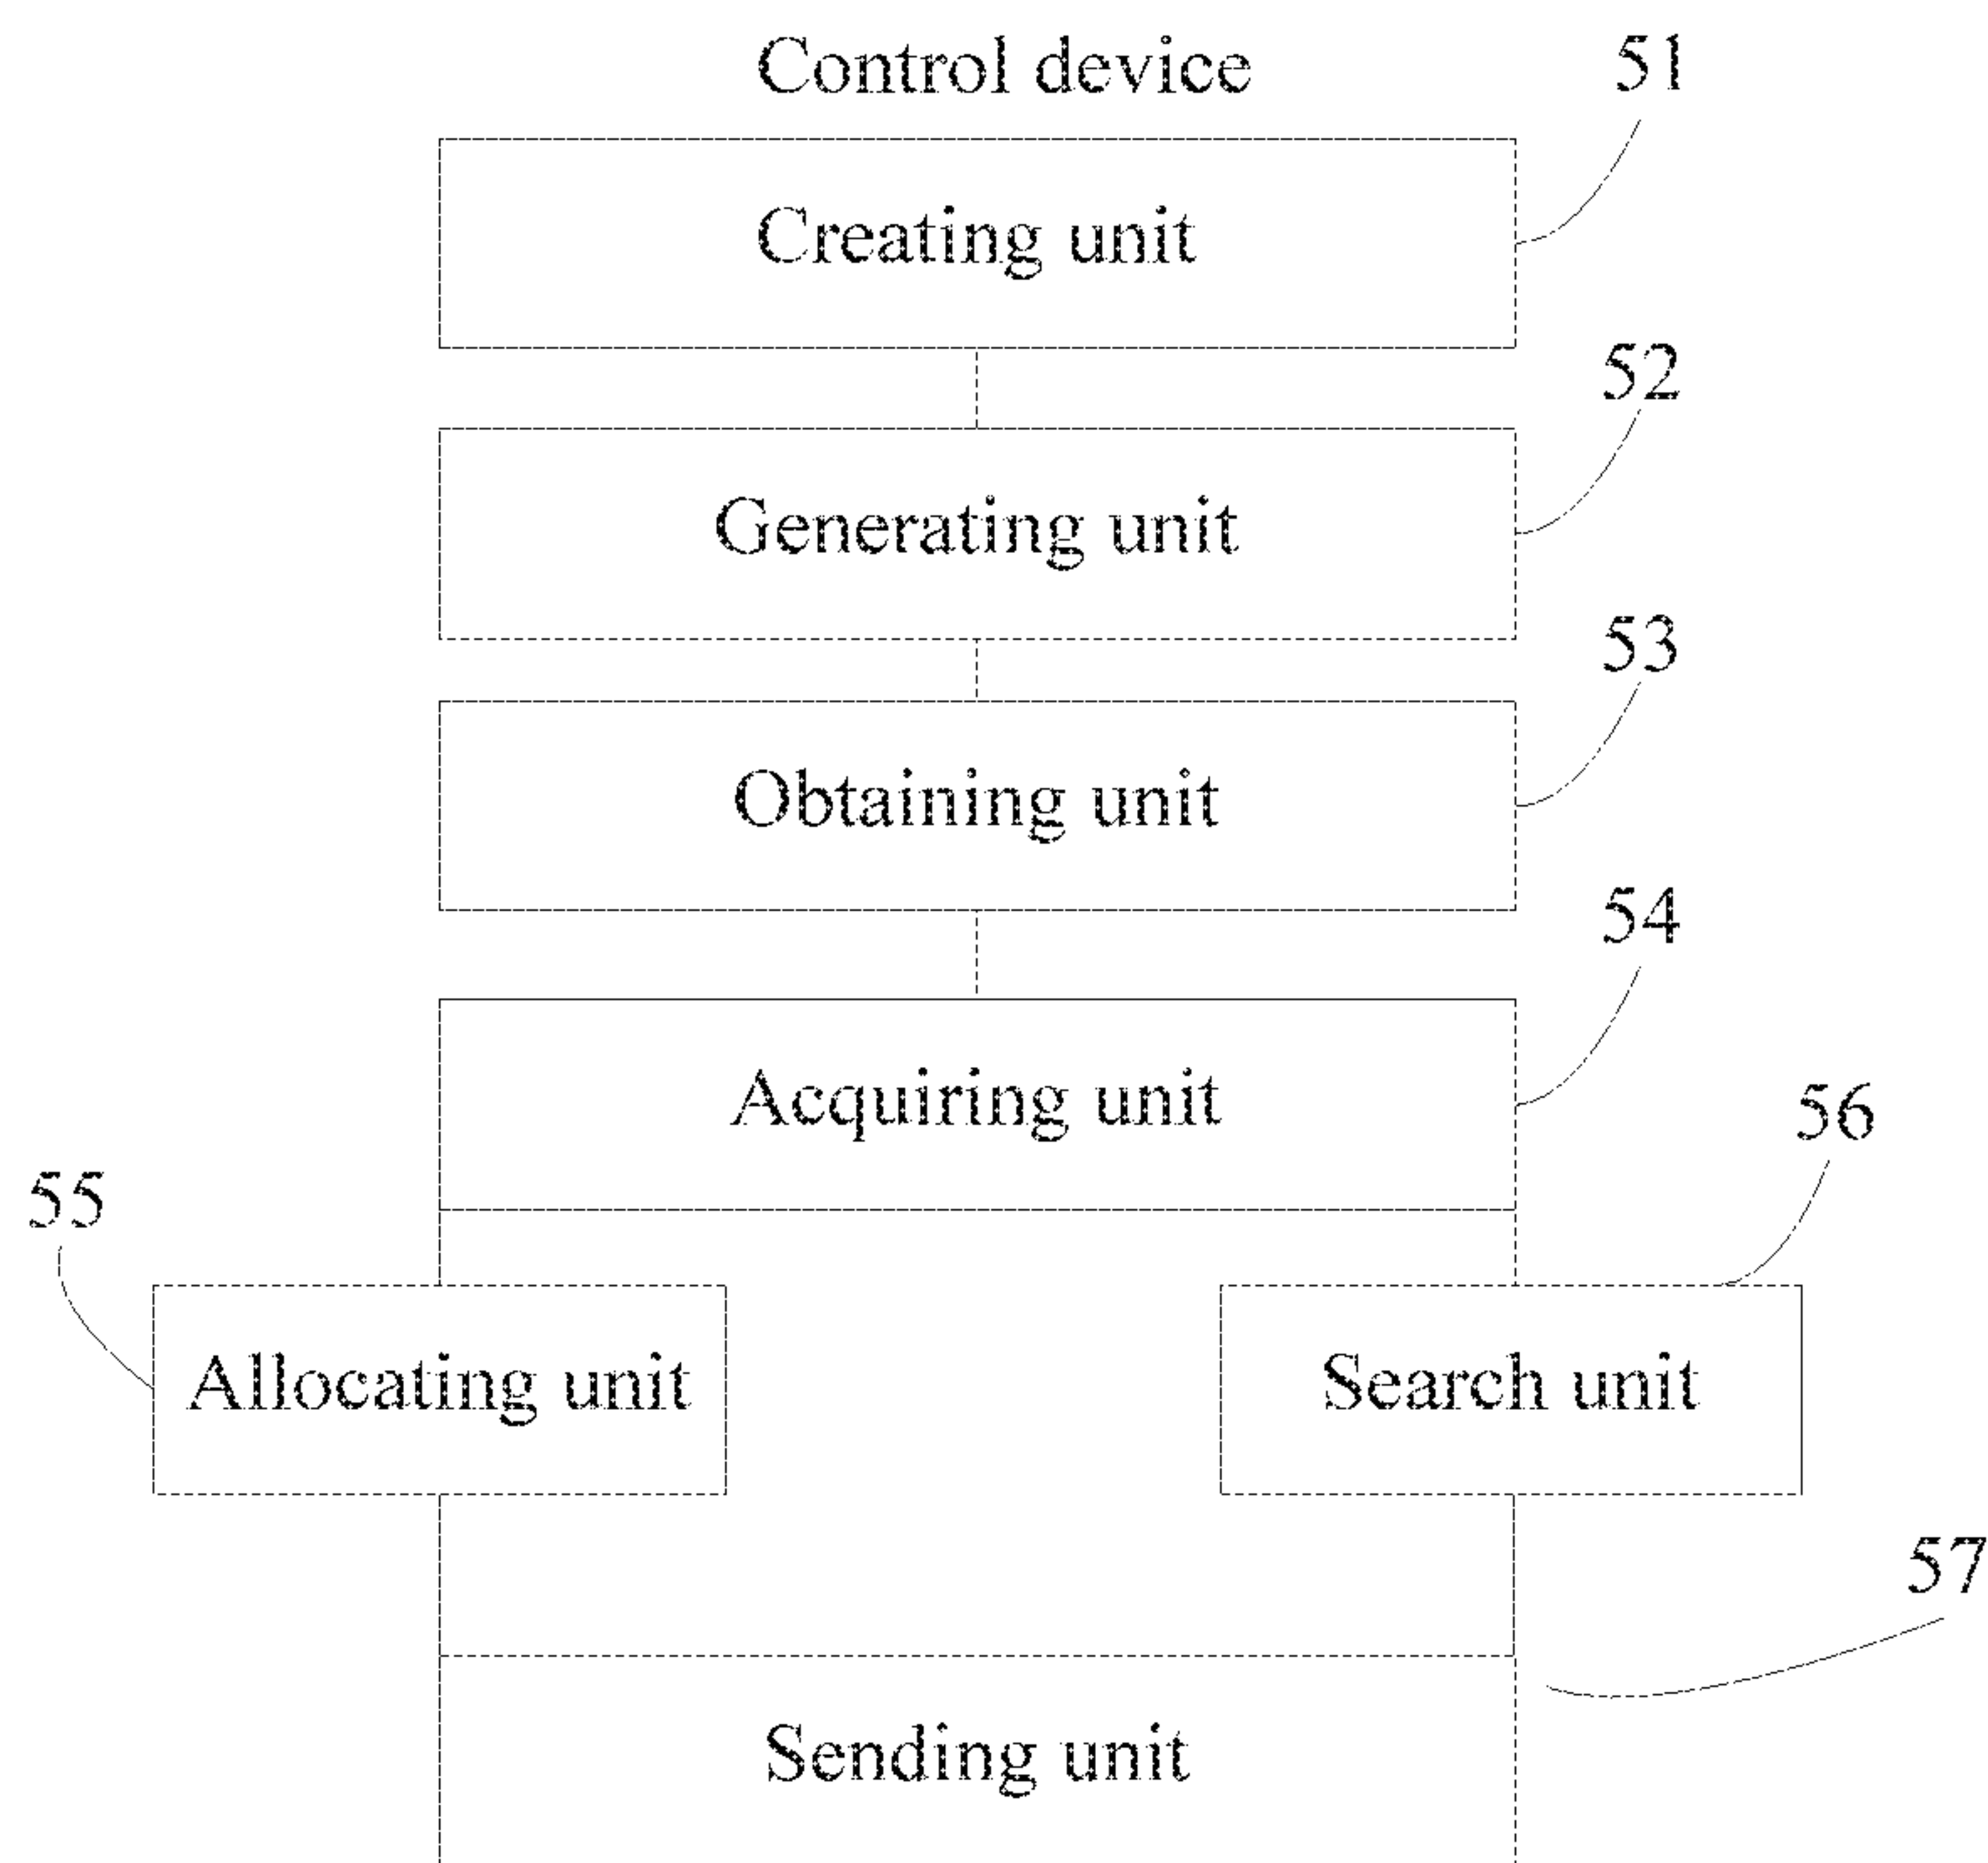 Control device
51
Creating unit
52
Generating unit
53
Obtaining unit
54
Acquiring unit
56
55
Allocating unit
Search unit
57
Sending unit